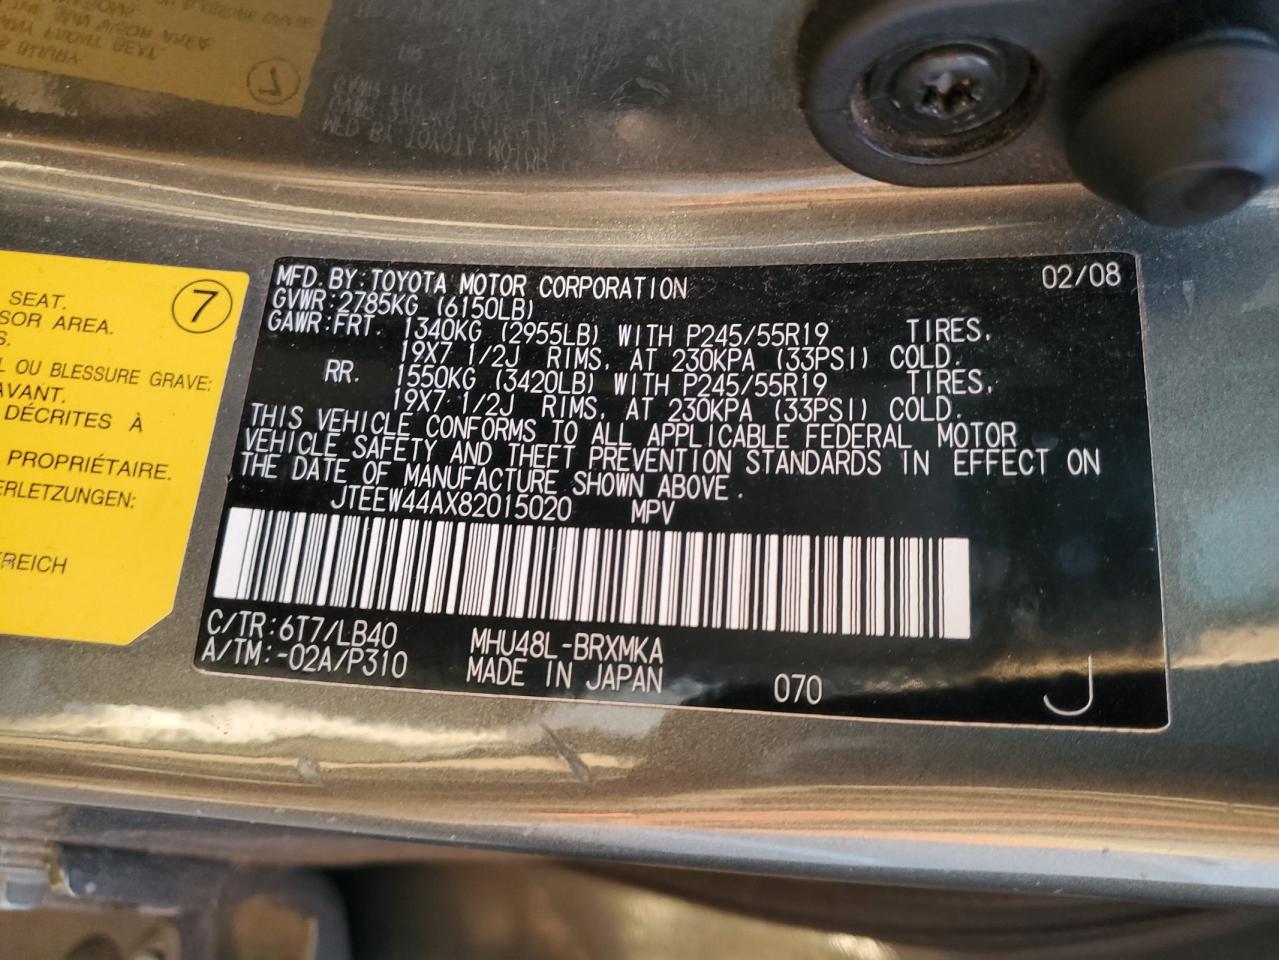 SEAT.
SOR AREA.
S.
L OU BLESSURE GRAVE:
AVANT.
DÉCRITES À
PROPRIÉTAIRE.
ERLETZUNGEN:
REICH
7
MFD. BY: TOYOTA MOTOR CORPORATION 02/08
GVWR: 2785KG (6150LB)
GAWR: FRT. 1340KG (2955LB) WITH P245/55R19 TIRES,
19X7 1/2J RIMS, AT 230KPA (33PSI) COLD.
RR. 1550KG (3420LB) WITH P245/55R19 TIRES,
19X7 1/2J RIMS, AT 230KPA (33PSI) COLD.
THIS VEHICLE CONFORMS TO ALL APPLICABLE FEDERAL MOTOR
VEHICLE SAFETY AND THEFT PREVENTION STANDARDS IN EFFECT ON
THE DATE OF MANUFACTURE SHOWN ABOVE.
JTEEW44AX82015020 MPV
C/TR: 6T7/LB40 MHU48L-BRXMKA
A/TM: -02A/P310 MADE IN JAPAN 070 J